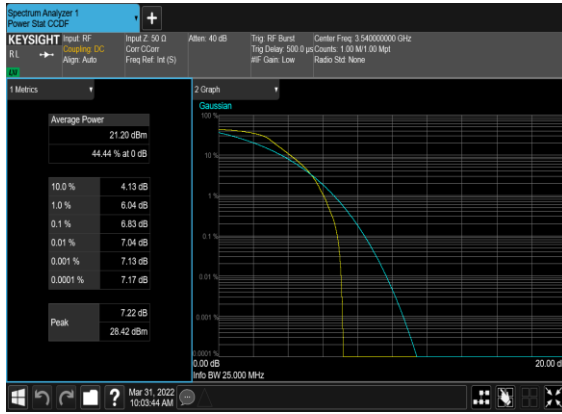 Spectrum Analyzer 1
Power Stat CCDF
KEYSIGHT
RL
LXI
Input: RF
Coupling: DC
Align: Auto
Input Z: 50 Ω
Corr CCorr
Freq Ref: Int (S)
Atten: 40 dB
Trig: RF Burst
Trig Delay: 500.0 µs
#IF Gain: Low
Center Freq: 3.540000000 GHz
Counts: 1.00 M/1.00 Mpt
Radio Std: None
1 Metrics
Average Power
21.20 dBm
44.44 % at 0 dB
10.0 % 4.13 dB
1.0 % 6.04 dB
0.1 % 6.83 dB
0.01 % 7.04 dB
0.001 % 7.13 dB
0.0001 % 7.17 dB
Peak
7.22 dB
28.42 dBm
2 Graph
Gaussian
100 %
10 %
1 %
0.1 %
0.01 %
0.001 %
0.0001 %
0.00 dB
20.00 d
Info BW 25.000 MHz
Mar 31, 2022
10:03:44 AM